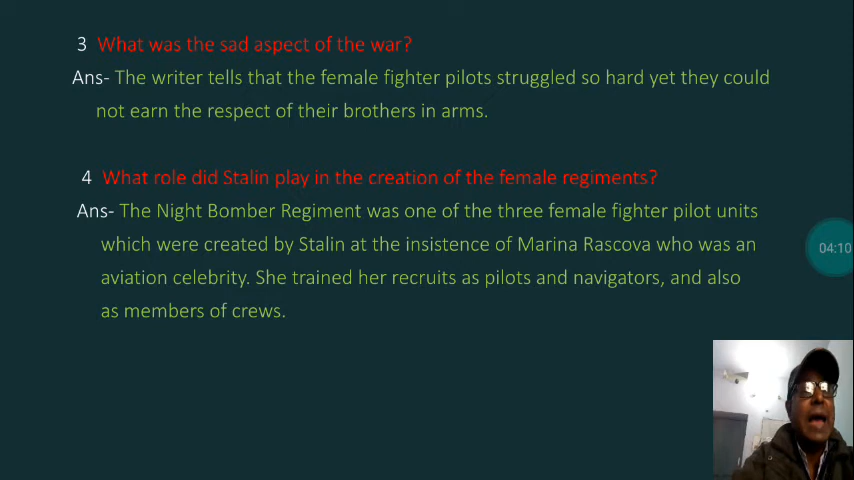 3 What was the sad aspect of the war?
Ans- The writer tells that the female fighter pilots struggled so hard yet they could
not earn the respect of their brothers in arms.
4 What role did Stalin play in the creation of the female regiments?
Ans- The Night Bomber Regiment was one of the three female fighter pilot units
which were created by Stalin at the insistence of Marina Rascova who was an
aviation celebrity. She trained her recruits as pilots and navigators, and also
as members of crews.
04:10